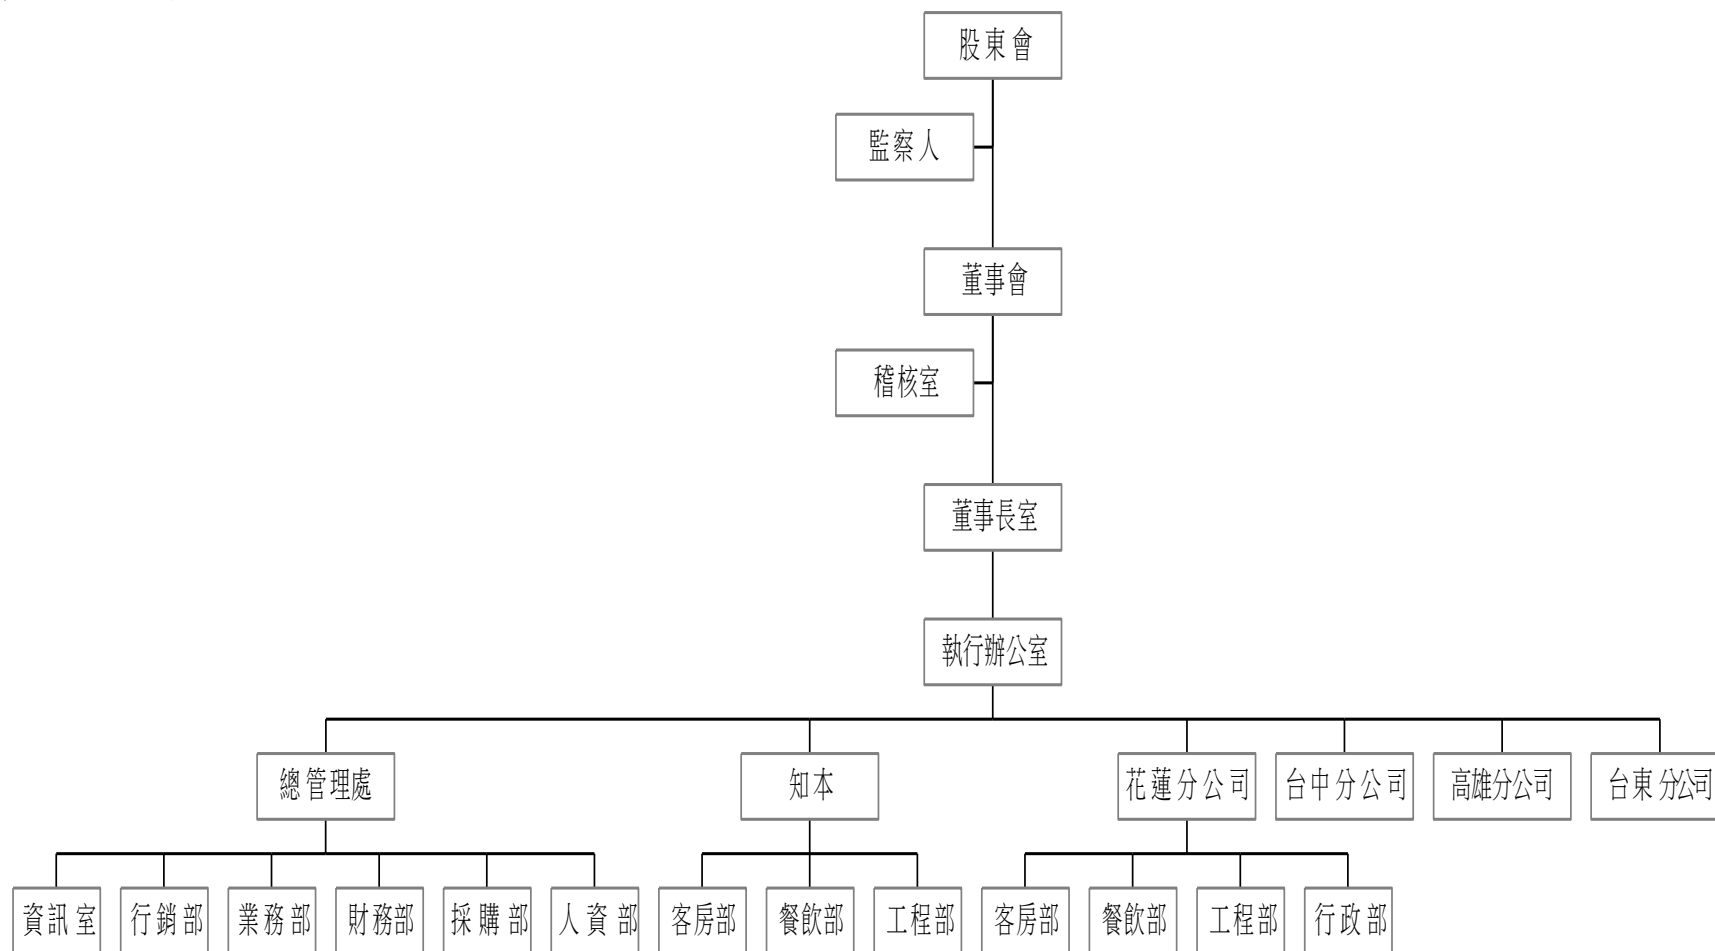 股東會
監察人
董事會
稽核室
董事長室
執行辦公室
總管理處
知本
花蓮分公司
台中分公司
高雄分公司
台東分公司
資訊室
行銷部
業務部
財務部
採購部
人資部
客房部
餐飲部
工程部
客房部
餐飲部
工程部
行政部